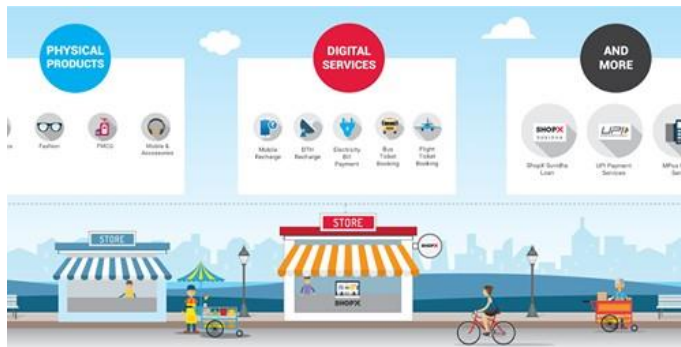 PHYSICAL
PRODUCTS
Fashion
FMCG
Mobile &
Accessories
DIGITAL
SERVICES
Mobile
Recharge
DTH
Recharge
Electricity
Bill
Payment
Bus
Ticket
Booking
Flight
Ticket
Booking
AND
MORE
SHOPX
ShopX Suvidha
Loan
UPI
UPI Payment
Services
STORE
STORE
SHOPX
SHOPX